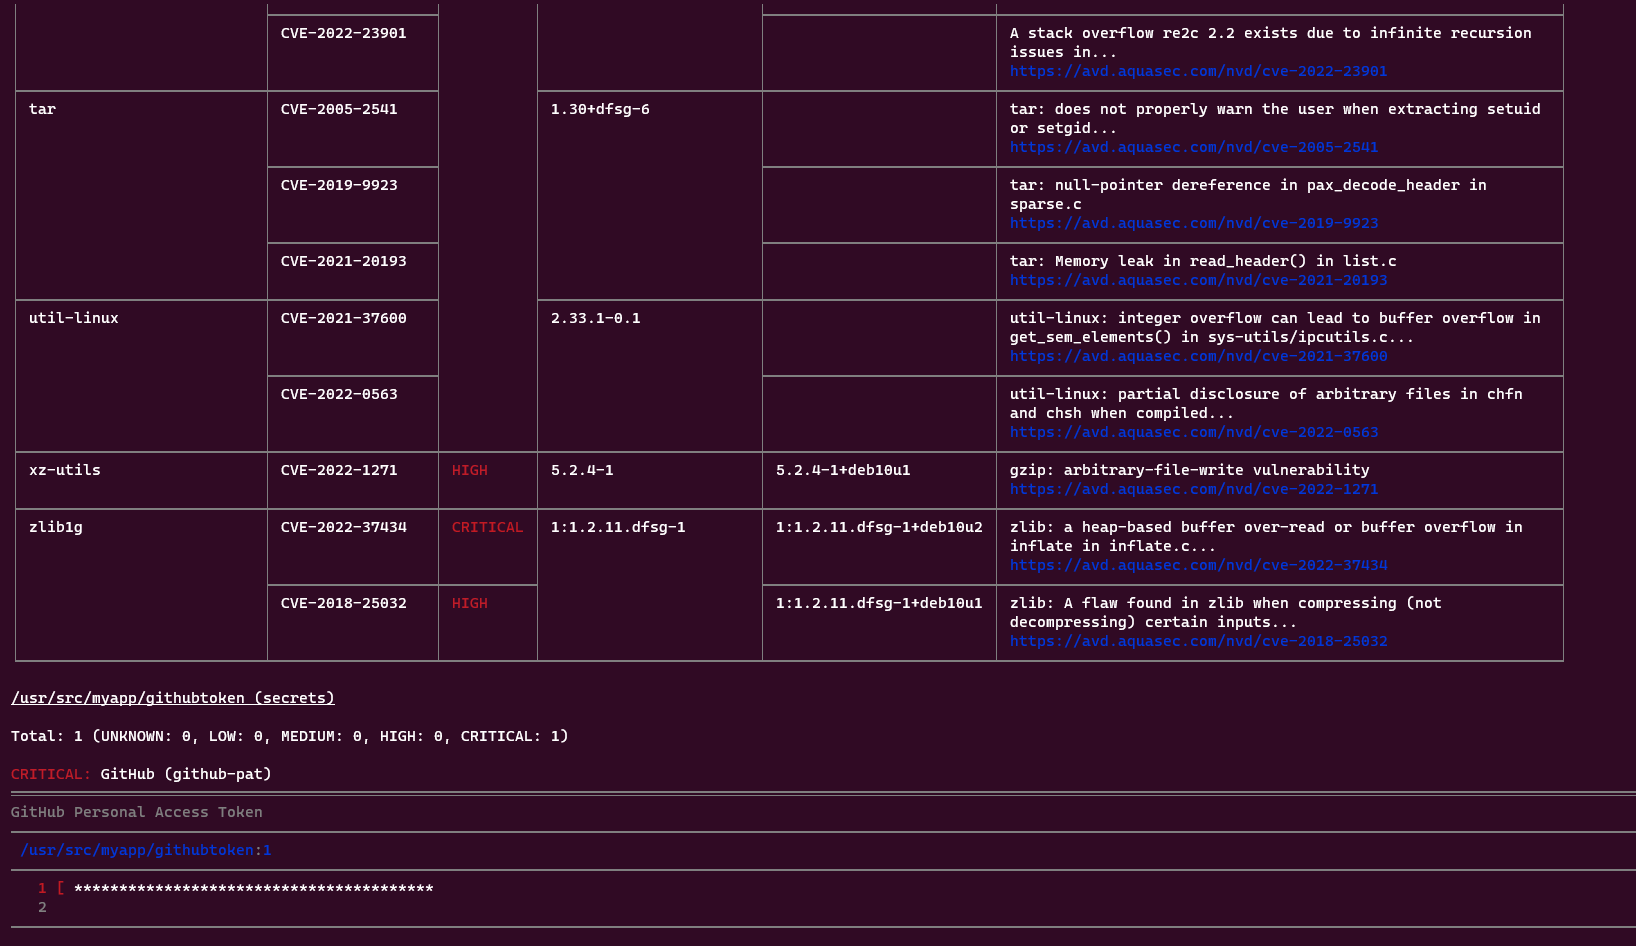 CVE-2022-23901 A stack overflow re2c 2.2 exists due to infinite recursion
issues in...
https://avd.aquasec.com/nvd/cve-2022-23901
tar CVE-2005-2541 1.30+dfsg-6 tar: does not properly warn the user when extracting setuid
or setgid...
https://avd.aquasec.com/nvd/cve-2005-2541
CVE-2019-9923 tar: null-pointer dereference in pax_decode_header in
sparse.c
https://avd.aquasec.com/nvd/cve-2019-9923
CVE-2021-20193 tar: Memory leak in read_header() in list.c
https://avd.aquasec.com/nvd/cve-2021-20193
util-linux CVE-2021-37600 2.33.1-0.1 util-linux: integer overflow can lead to buffer overflow in
get_sem_elements() in sys-utils/ipcutils.c...
https://avd.aquasec.com/nvd/cve-2021-37600
CVE-2022-0563 util-linux: partial disclosure of arbitrary files in chfn
and chsh when compiled...
https://avd.aquasec.com/nvd/cve-2022-0563
xz-utils CVE-2022-1271 HIGH 5.2.4-1 5.2.4-1+deb10u1 gzip: arbitrary-file-write vulnerability
https://avd.aquasec.com/nvd/cve-2022-1271
zlib1g CVE-2022-37434 CRITICAL 1:1.2.11.dfsg-1 1:1.2.11.dfsg-1+deb10u2 zlib: a heap-based buffer over-read or buffer overflow in
inflate in inflate.c...
https://avd.aquasec.com/nvd/cve-2022-37434
CVE-2018-25032 HIGH 1:1.2.11.dfsg-1+deb10u1 zlib: A flaw found in zlib when compressing (not
decompressing) certain inputs...
https://avd.aquasec.com/nvd/cve-2018-25032
/usr/src/myapp/githubtoken (secrets)
Total: 1 (UNKNOWN: 0, LOW: 0, MEDIUM: 0, HIGH: 0, CRITICAL: 1)
CRITICAL: GitHub (github-pat)
GitHub Personal Access Token
/usr/src/myapp/githubtoken:1
1 [ ****************************************
2